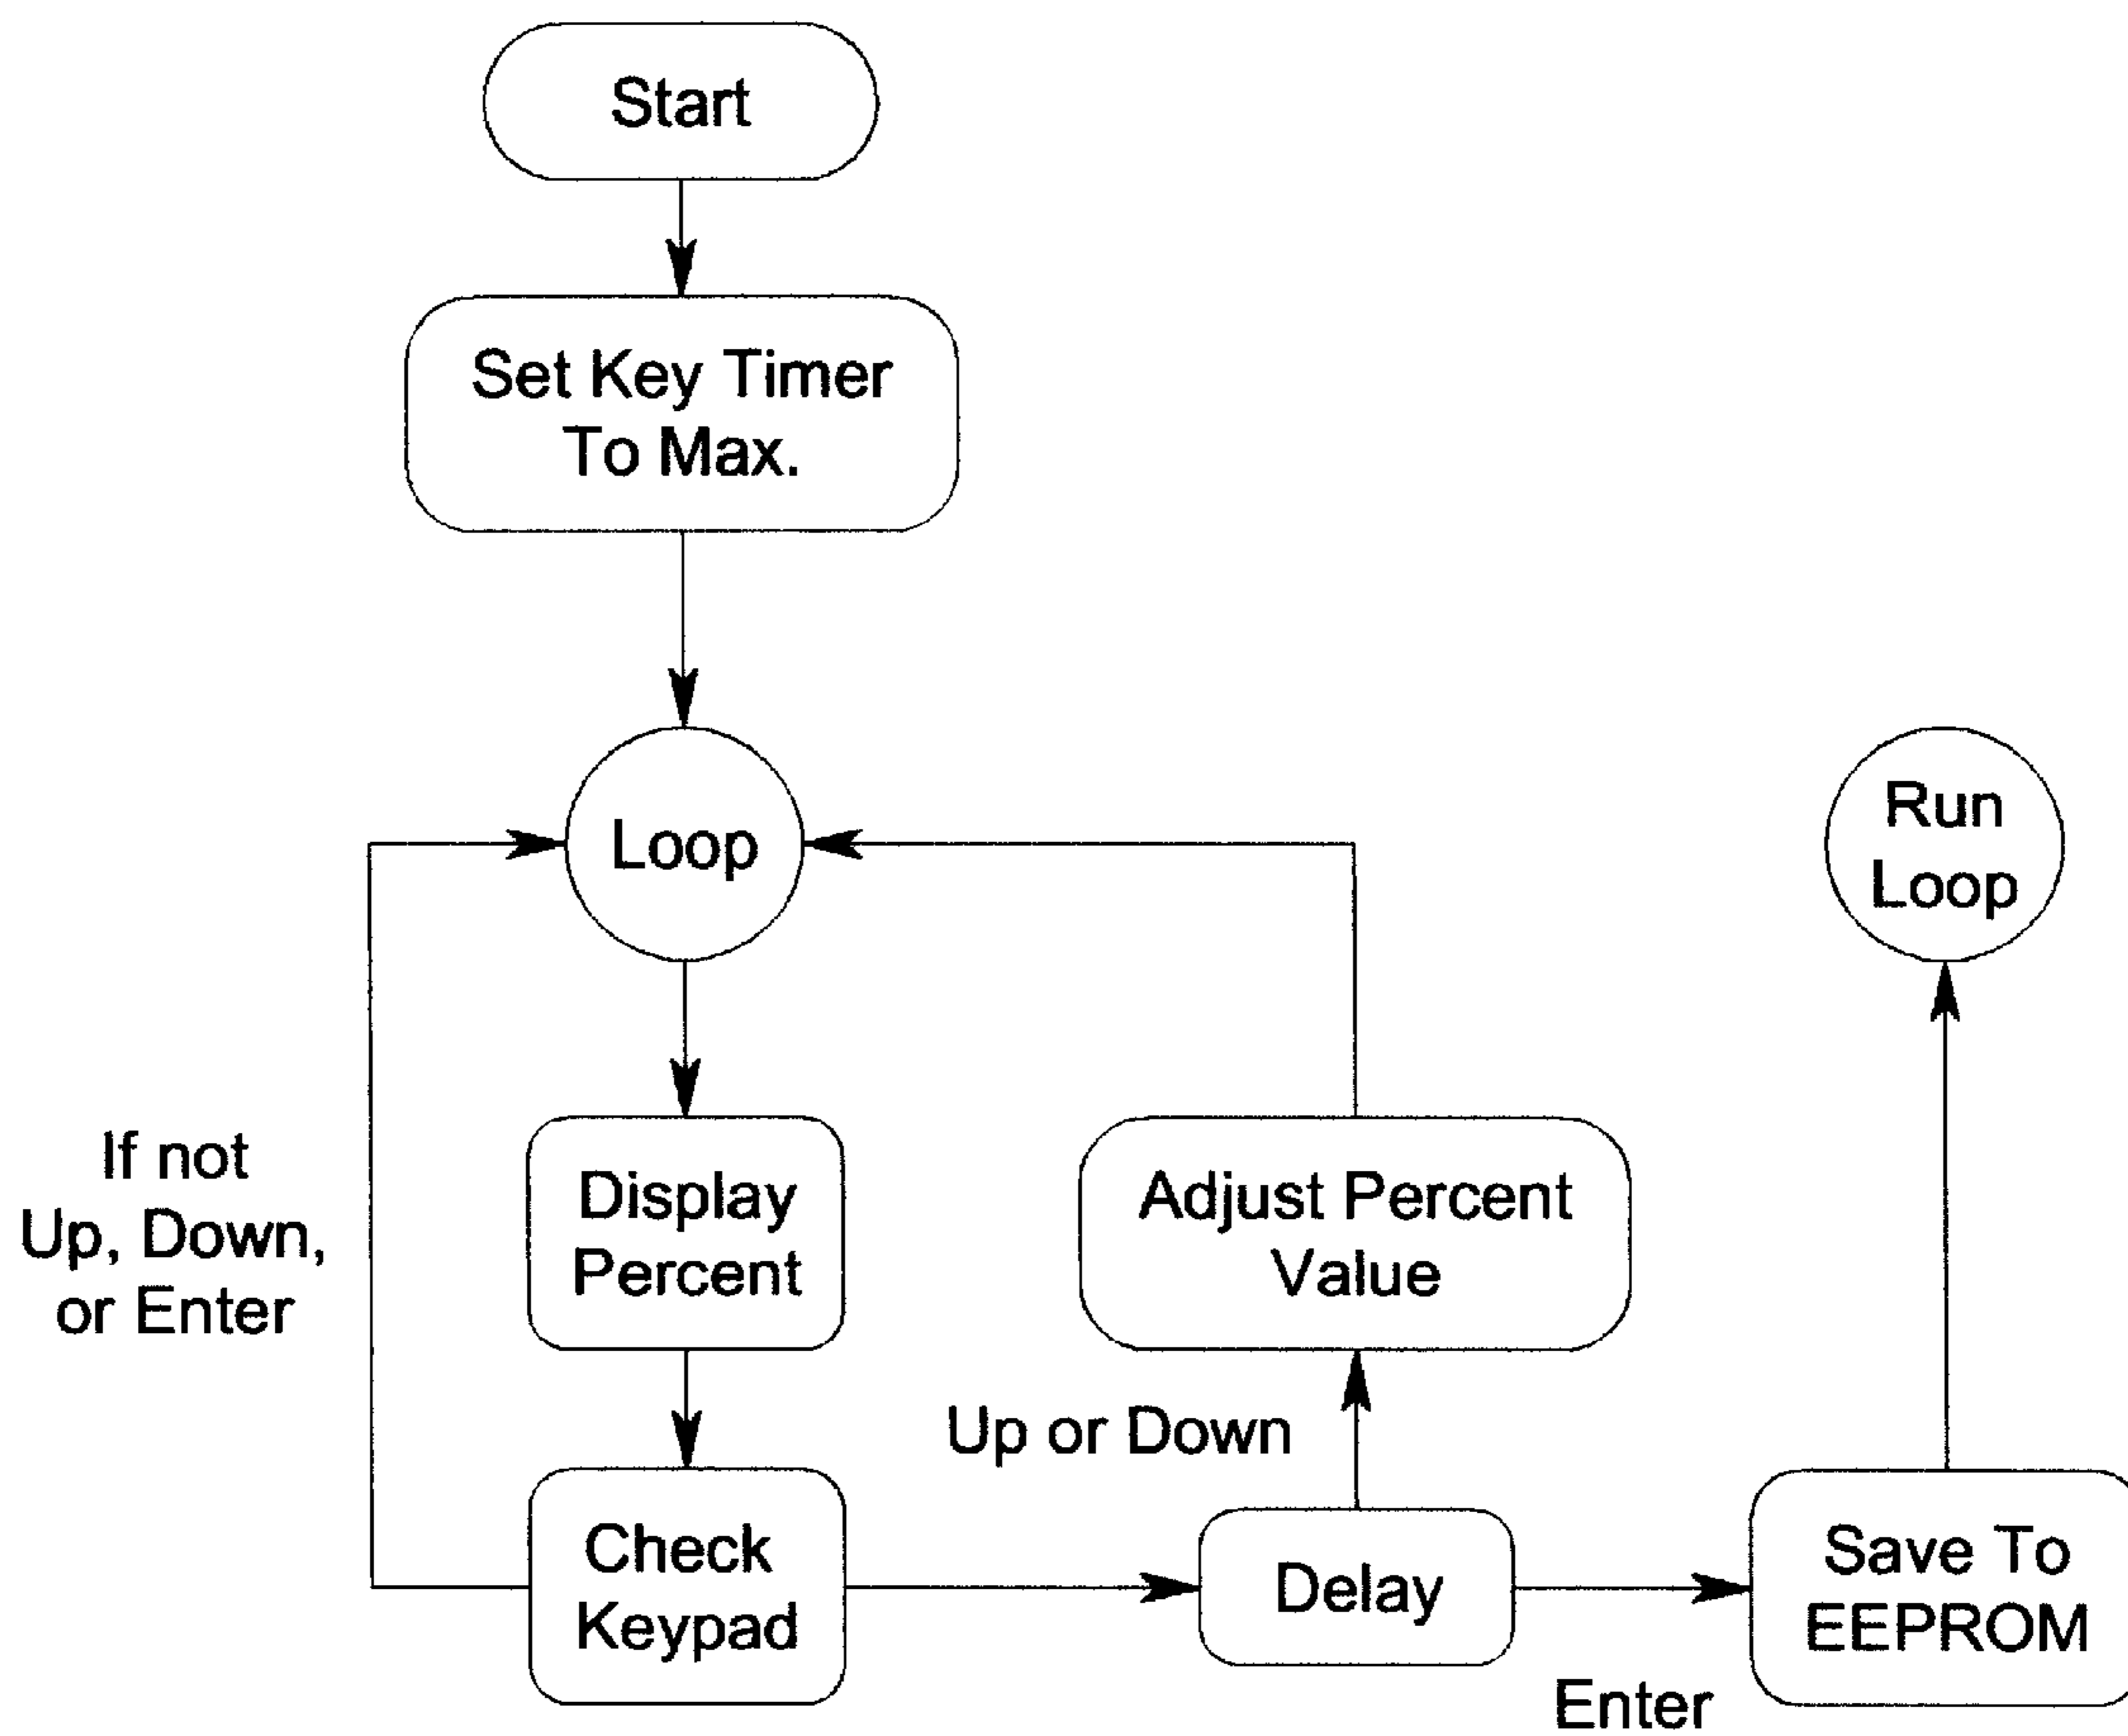 Start
Set Key Timer
To Max.
Loop
Run
Loop
If not
Up, Down,
or Enter
Display
Percent
Adjust Percent
Value
Up or Down
Check
Keypad
Delay
Enter
Save To
EEPROM